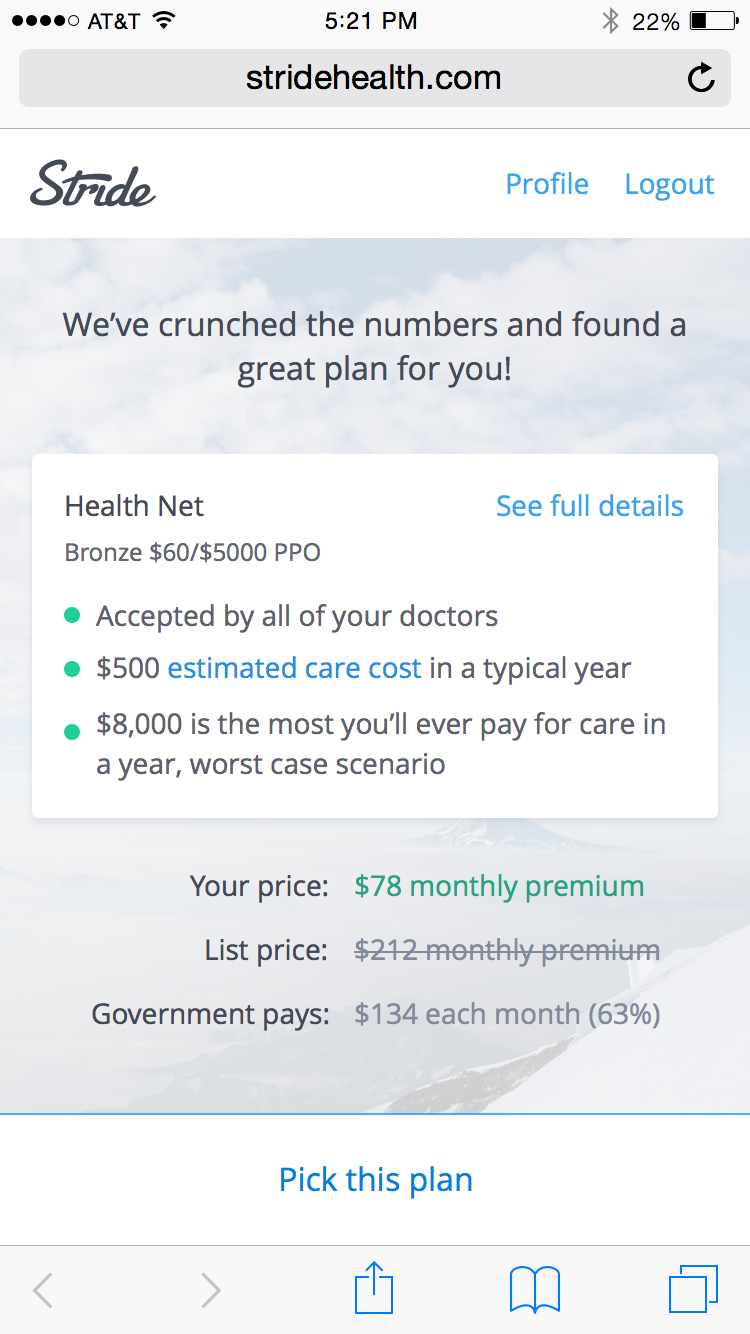 AT&T 5:21 PM 22%
stridehealth.com
Stride Profile Logout
We’ve crunched the numbers and found a
great plan for you!
Health Net See full details
Bronze $60/$5000 PPO
Accepted by all of your doctors
$500 estimated care cost in a typical year
$8,000 is the most you’ll ever pay for care in
a year, worst case scenario
Your price: $78 monthly premium
List price: $212 monthly premium
Government pays: $134 each month (63%)
Pick this plan